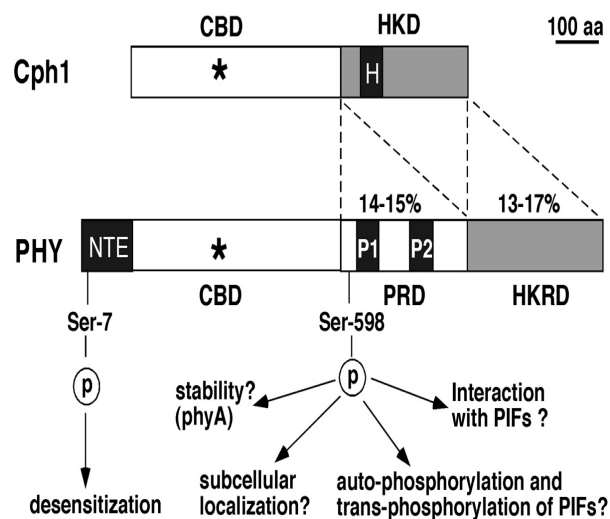 CBD HKD 100 aa
Cph1 * H
14-15% 13-17%
PHY NTE * P1 P2
CBD PRD HKRD
Ser-7 Ser-598
p p
stability?
(phyA)
Interaction
with PIFs ?
subcellular
localization?
auto-phosphorylation and
trans-phosphorylation of PIFs?
desensitization